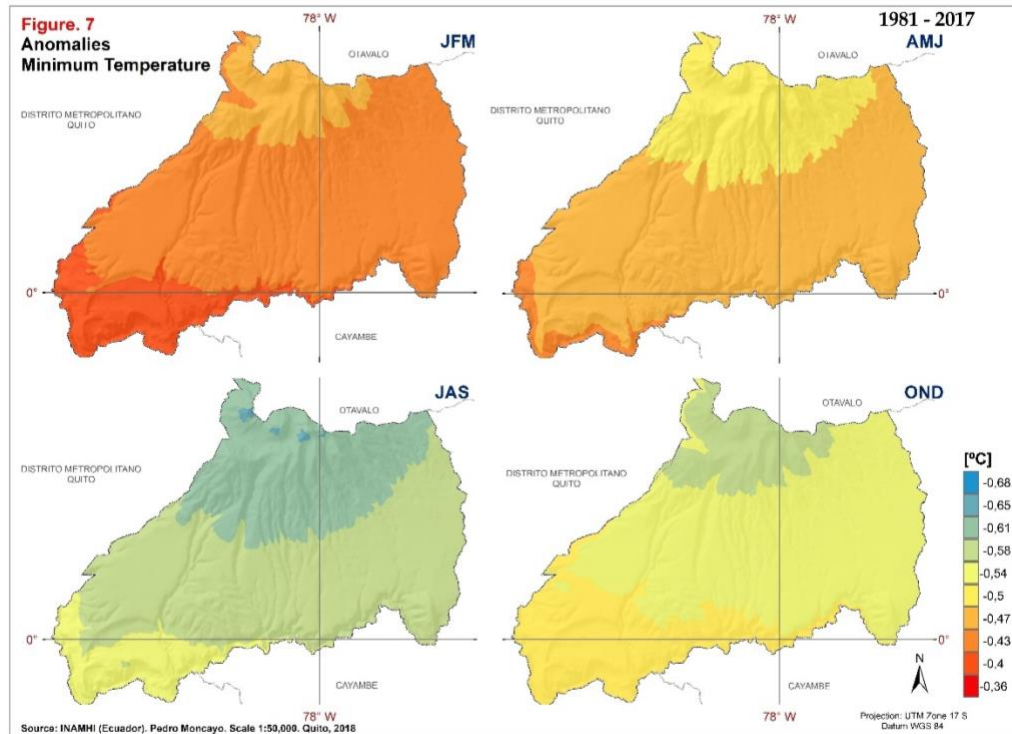 Figure. 7
Anomalies
Minimum Temperature
78° W
JFM
OTAVALO
DISTRITO METROPOLITANO
QUITO
0°
CAYAMBE
78° W
1981 - 2017
AMJ
OTAVALO
DISTRITO METROPOLITANO
QUITO
0°
CAYAMBE
JAS
OTAVALO
DISTRITO METROPOLITANO
QUITO
0°
CAYAMBE
78° W
OND
OTAVALO
DISTRITO METROPOLITANO
QUITO
0°
CAYAMBE
78° W
[ºC]
-0,68
-0,65
-0,61
-0,58
-0,54
-0,5
-0,47
-0,43
-0,4
-0,36
N
Source: INAMHI (Ecuador). Pedro Moncayo. Scale 1:50,000. Quito, 2018
Projection: UTM Zone 17 S
Datum WGS 84